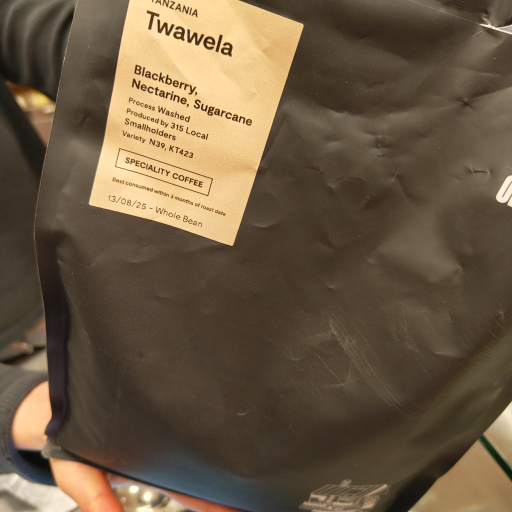 TANZANIA
Twawela
Blackberry,
Nectarine, Sugarcane
Process Washed
Produced by 315 Local
Smallholders
Variety N39, KT423
SPECIALITY COFFEE
Best consumed within 3 months of roast date
13/08/25 - Whole Bean